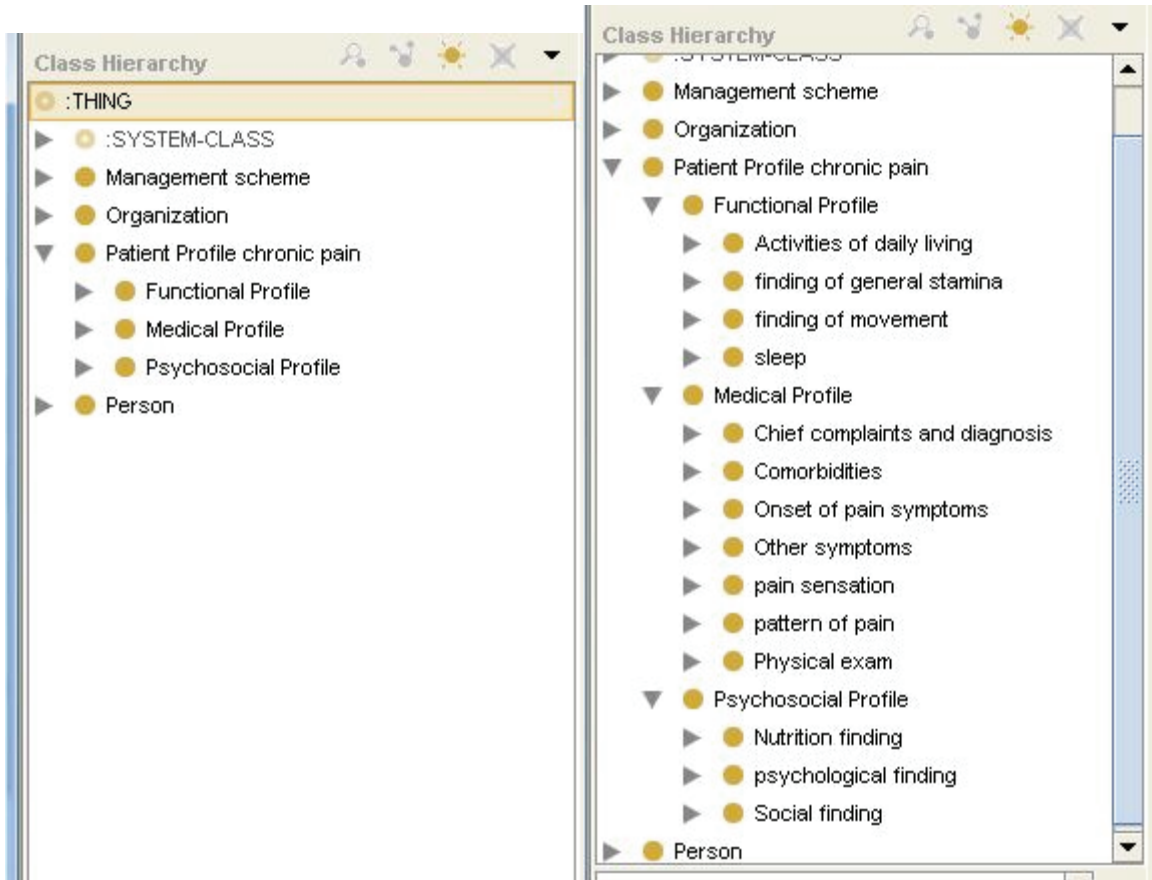 Class Hierarchy
:THING
:SYSTEM-CLASS
Management scheme
Organization
Patient Profile chronic pain
Functional Profile
Medical Profile
Psychosocial Profile
Person
Class Hierarchy
:SYSTEM-CLASS
Management scheme
Organization
Patient Profile chronic pain
Functional Profile
Activities of daily living
finding of general stamina
finding of movement
sleep
Medical Profile
Chief complaints and diagnosis
Comorbidities
Onset of pain symptoms
Other symptoms
pain sensation
pattern of pain
Physical exam
Psychosocial Profile
Nutrition finding
psychological finding
Social finding
Person